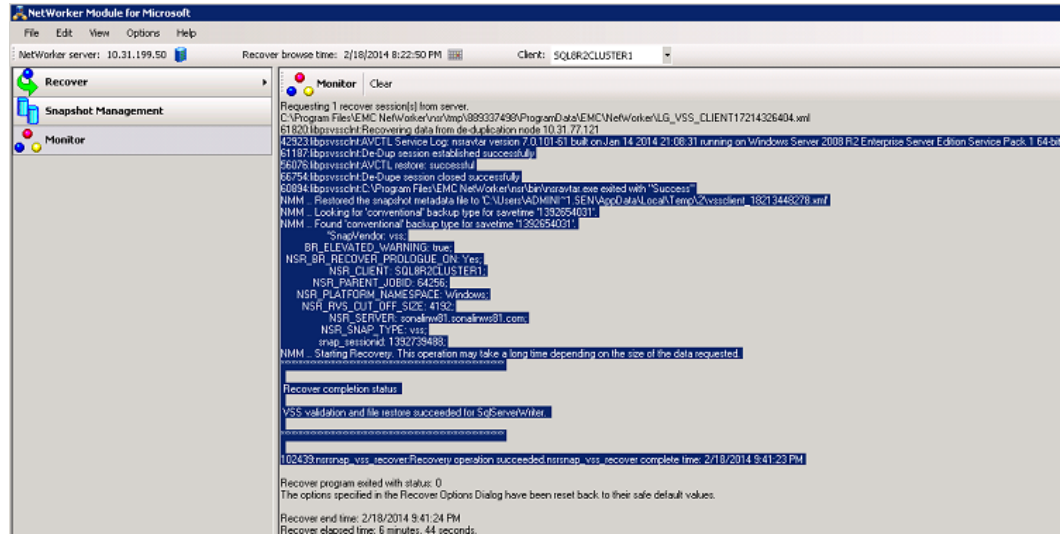 NetWorker Module for Microsoft
File Edit View Options Help
NetWorker server: 10.31.199.50 Recover browse time: 2/18/2014 8:22:50 PM Client: SQL8R2CLUSTER1
Recover
Snapshot Management
Monitor
Monitor Clear
Requesting 1 recover session(s) from server.
C:\Program Files\EMC NetWorker\nsr\tmp\889337498\ProgramData\EMC\NetWorker\LG_VSS_CLIENT17214326404.xml
61820:libpsvssclnt:Recovering data from de-duplication node 10.31.77.121
42923:libpsvssclnt:AVCTL Service Log: nsravtar version 7.0.101-61 built on Jan 14 2014 21:08:31 running on Windows Server 2008 R2 Enterprise Server Edition Service Pack 1 64-bit
61187:libpsvssclnt:De-Dup session established successfully
56076:libpsvssclnt:AVCTL restore: successful
66754:libpsvssclnt:De-Dupe session closed successfully
60894:libpsvssclnt:C:\Program Files\EMC NetWorker\nsr\bin\nsravtar.exe exited with "Success"
NMM .. Restored the snapshot metadata file to 'C:\Users\ADMINI~1.SEN\AppData\Local\Temp\2\vssclient_18213448278.xml'
NMM .. Looking for 'conventional' backup type for savetime '1392654031'.
NMM .. Found 'conventional' backup type for savetime '1392654031'.
*SnapVendor: vss;
BR_ELEVATED_WARNING: true;
NSR_BR_RECOVER_PROLOGUE_ON: Yes;
NSR_CLIENT: SQL8R2CLUSTER1;
NSR_PARENT_JOBID: 64256;
NSR_PLATFORM_NAMESPACE: Windows;
NSR_RVS_CUT_OFF_SIZE: 4192;
NSR_SERVER: sonalinw81.sonalinws81.com;
NSR_SNAP_TYPE: vss;
snap_sessionid: 1392739488;
NMM .. Starting Recovery. This operation may take a long time depending on the size of the data requested.
Recover completion status
VSS validation and file restore succeeded for SqlServerWriter.
102439:nsrsnap_vss_recover:Recovery operation succeeded.nsrsnap_vss_recover complete time: 2/18/2014 9:41:23 PM
Recover program exited with status: 0
The options specified in the Recover Options Dialog have been reset back to their safe default values.
Recover end time: 2/18/2014 9:41:24 PM
Recover elapsed time: 6 minutes, 44 seconds.